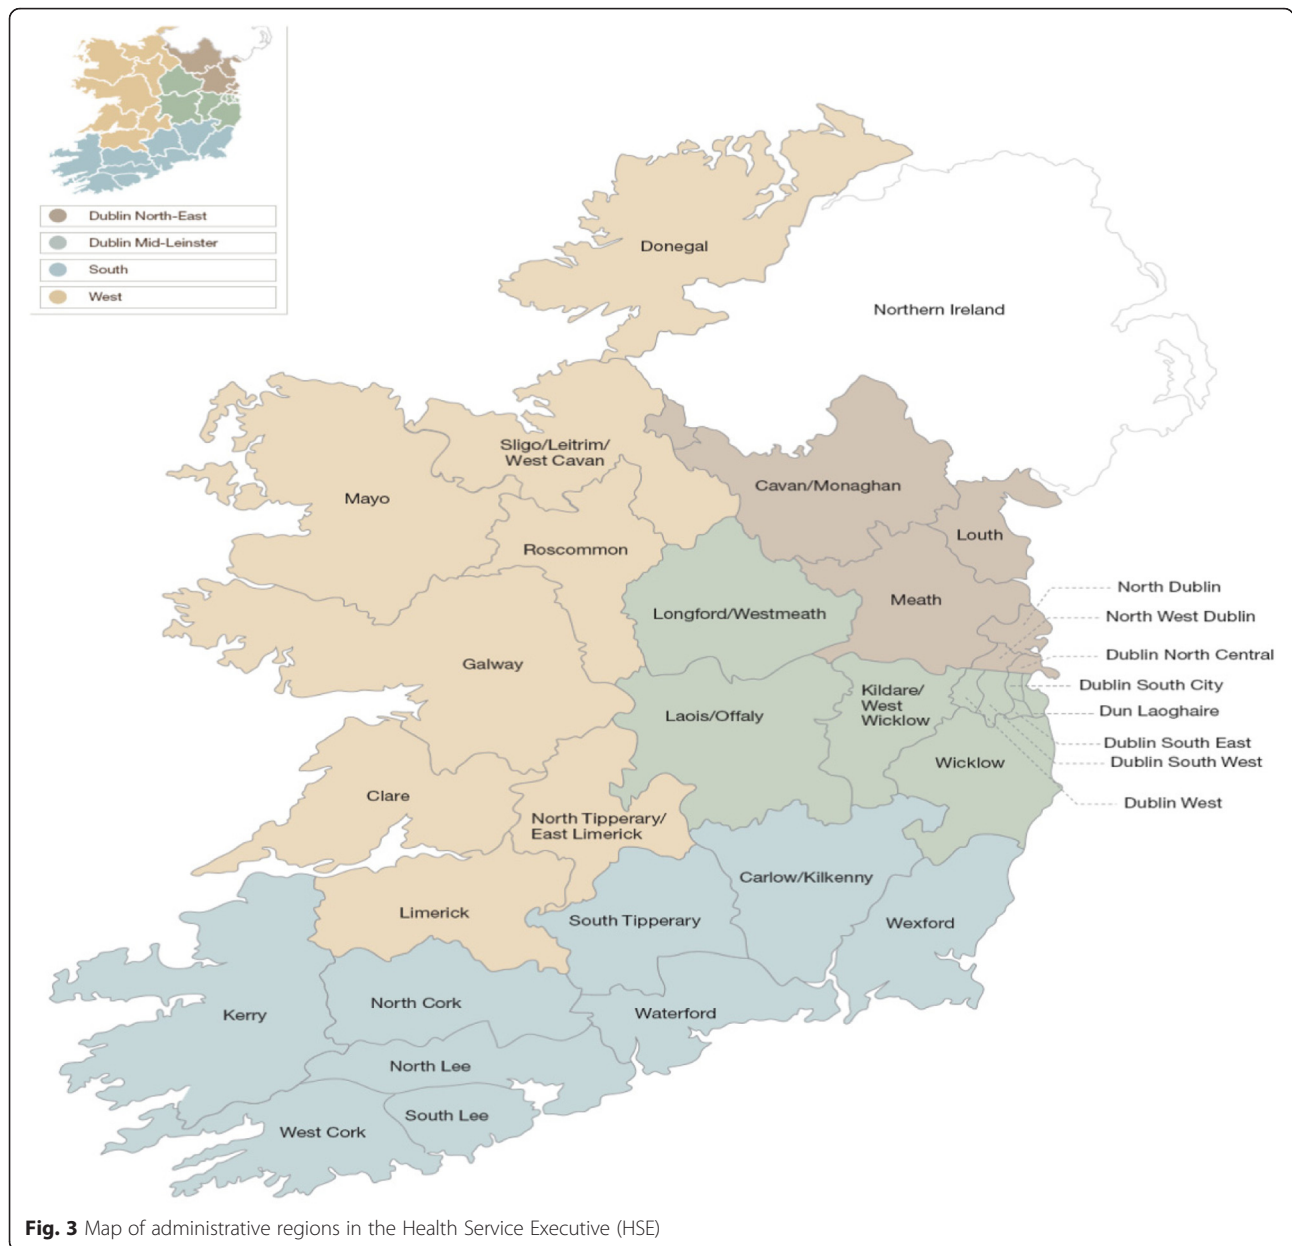 Dublin North-East
Dublin Mid-Leinster
South
West
Donegal
Northern Ireland
Sligo/Leitrim/
West Cavan
Cavan/Monaghan
Mayo
Louth
Roscommon
North Dublin
Meath
Longford/Westmeath
North West Dublin
Dublin North Central
Galway
Dublin South City
Kildare/
West
Wicklow
Laois/Offaly
Dun Laoghaire
Dublin South East
Dublin South West
Wicklow
Clare
Dublin West
North Tipperary/
East Limerick
Carlow/Kilkenny
Limerick
South Tipperary
Wexford
North Cork
Kerry
Waterford
North Lee
South Lee
West Cork
Fig. 3 Map of administrative regions in the Health Service Executive (HSE)